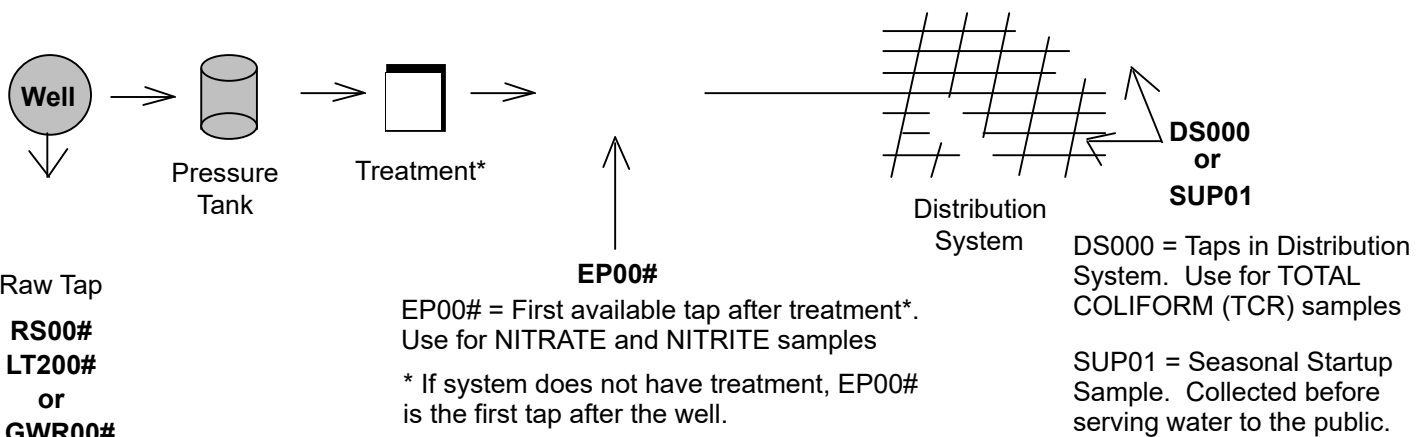 Well
Pressure
Tank
Treatment*
Distribution
System
DS000
or
SUP01
Raw Tap
RS00#
LT200#
or
GWR00#
EP00#
EP00# = First available tap after treatment*.
Use for NITRATE and NITRITE samples
* If system does not have treatment, EP00#
is the first tap after the well.
DS000 = Taps in Distribution
System. Use for TOTAL
COLIFORM (TCR) samples
SUP01 = Seasonal Startup
Sample. Collected before
serving water to the public.